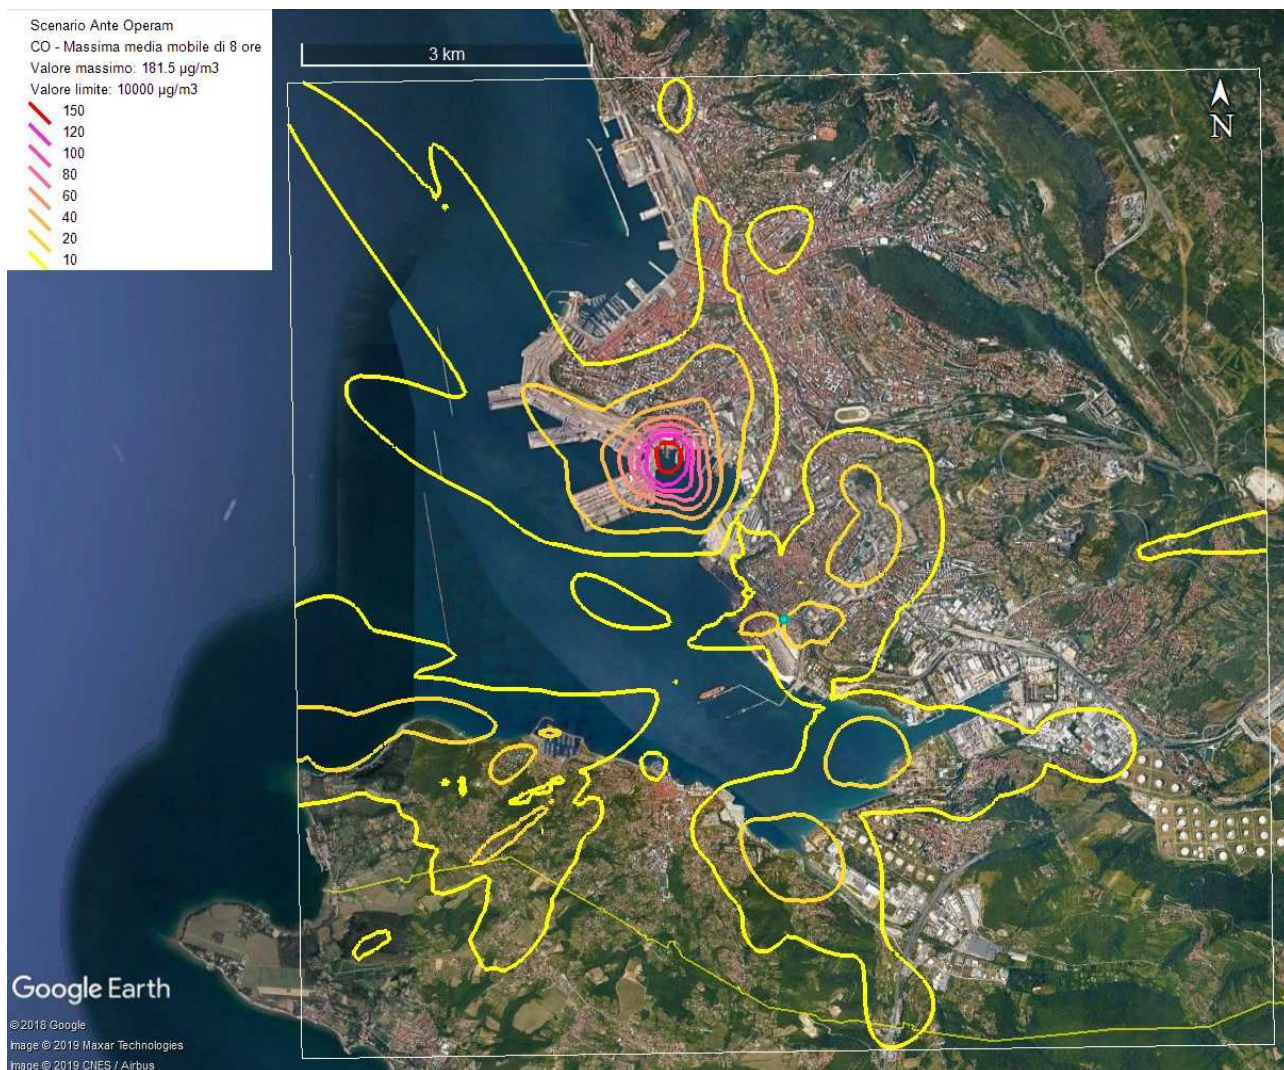 Scenario Ante Operam
CO - Massima media mobile di 8 ore
Valore massimo: 181.5 µg/m3
Valore limite: 10000 µg/m3
150
120
100
80
60
40
20
10
3 km
N
Google Earth
© 2018 Google
Image © 2019 Maxar Technologies
Image © 2019 CNES / Airbus